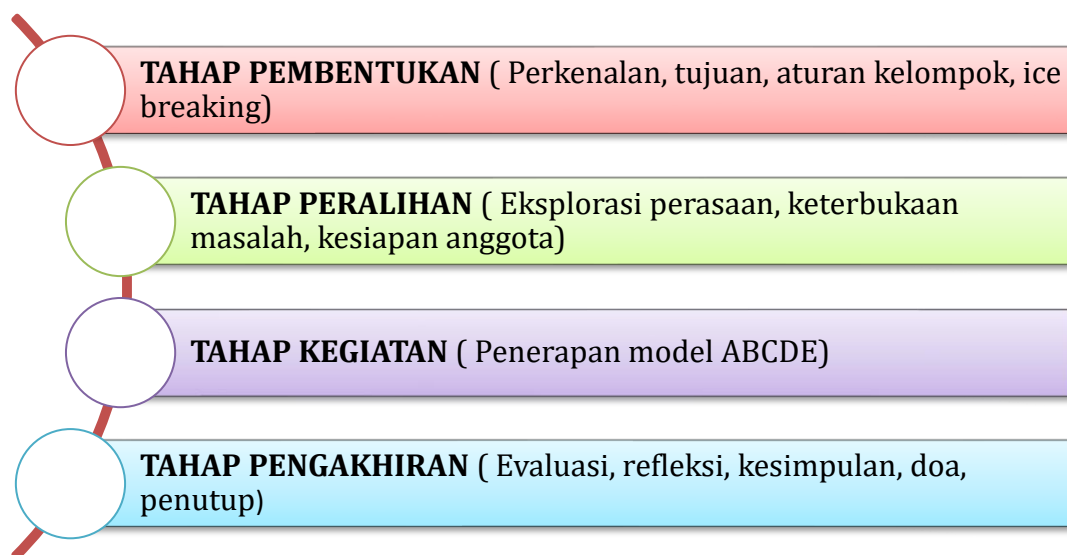 TAHAP PEMBENTUKAN ( Perkenalan, tujuan, aturan kelompok, ice
breaking)
TAHAP PERALIHAN ( Eksplorasi perasaan, keterbukaan
masalah, kesiapan anggota)
TAHAP KEGIATAN ( Penerapan model ABCDE)
TAHAP PENGAKHIRAN ( Evaluasi, refleksi, kesimpulan, doa,
penutup)